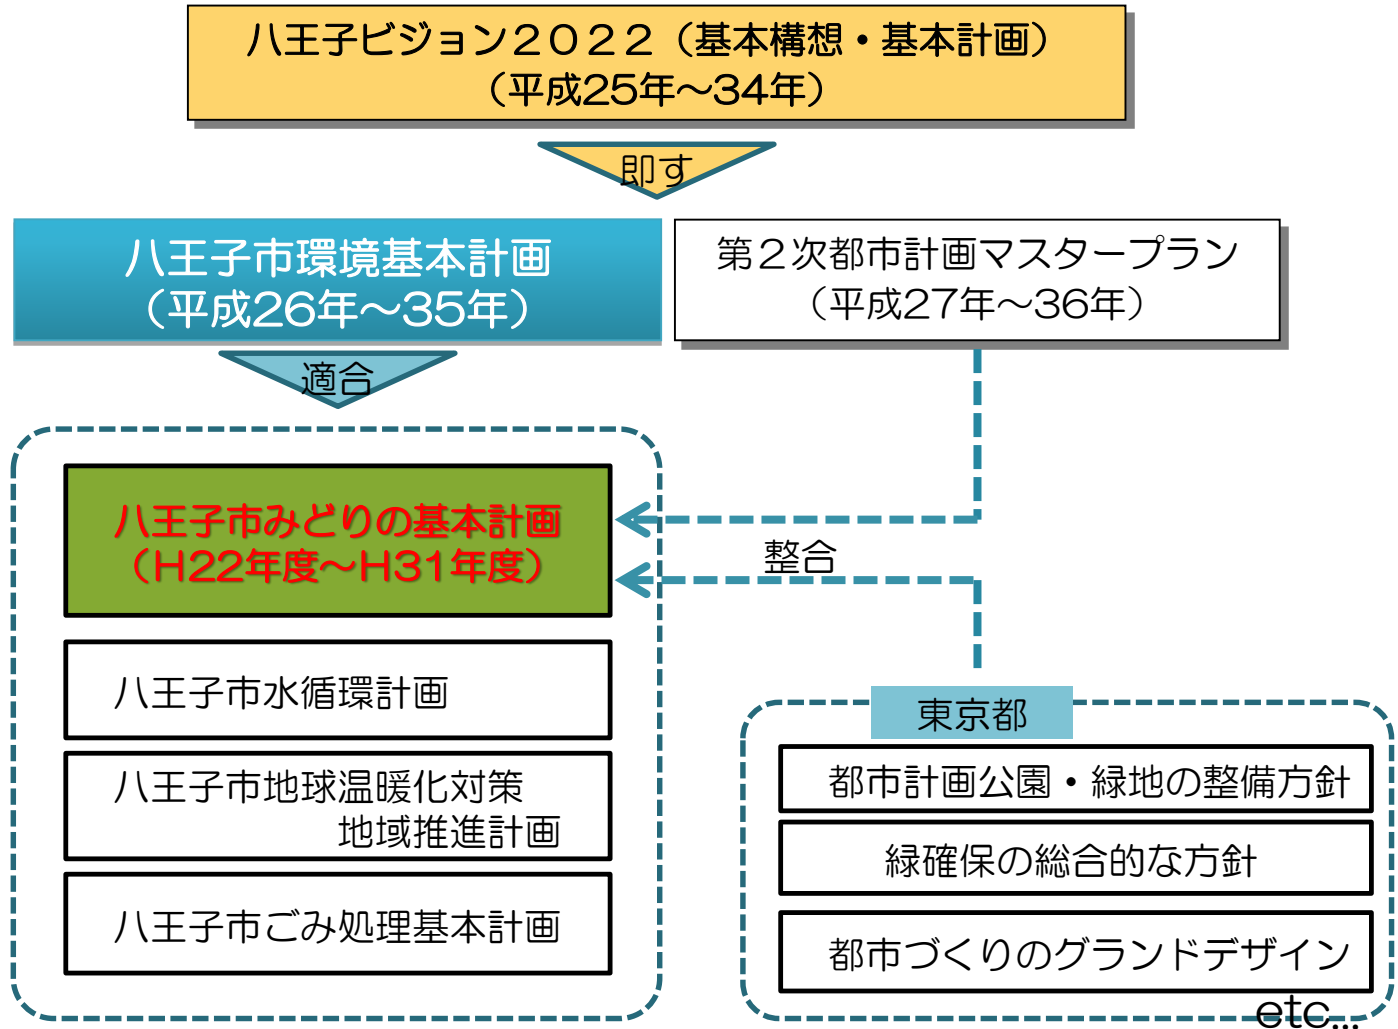 八王子ビジョン２０２２（基本構想・基本計画）
（平成25年～34年）
即す
八王子市環境基本計画
（平成26年～35年）
第２次都市計画マスタープラン
（平成27年～36年）
適合
八王子市みどりの基本計画
（H22年度～H31年度）
整合
八王子市水循環計画
八王子市地球温暖化対策
地域推進計画
八王子市ごみ処理基本計画
東京都
都市計画公園・緑地の整備方針
緑確保の総合的な方針
都市づくりのグランドデザイン
etc...